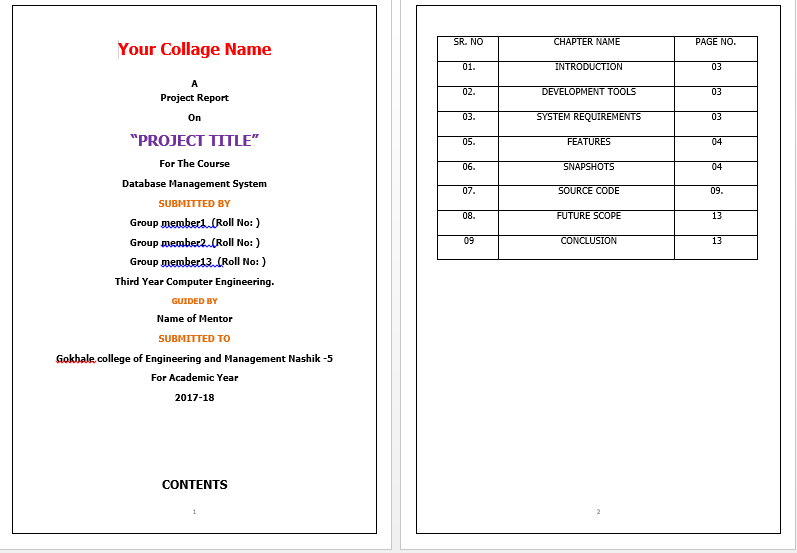 Your Collage Name
A
Project Report
On
“PROJECT TITLE”
For The Course
Database Management System
SUBMITTED BY
Group member1 (Roll No: )
Group member2 (Roll No: )
Group member13 (Roll No: )
Third Year Computer Engineering.
GUIDED BY
Name of Mentor
SUBMITTED TO
Gokhale college of Engineering and Management Nashik -5
For Academic Year
2017-18
CONTENTS
1
SR. NO CHAPTER NAME PAGE NO.
01. INTRODUCTION 03
02. DEVELOPMENT TOOLS 03
03. SYSTEM REQUIREMENTS 03
05. FEATURES 04
06. SNAPSHOTS 04
07. SOURCE CODE 09.
08. FUTURE SCOPE 13
09 CONCLUSION 13
2